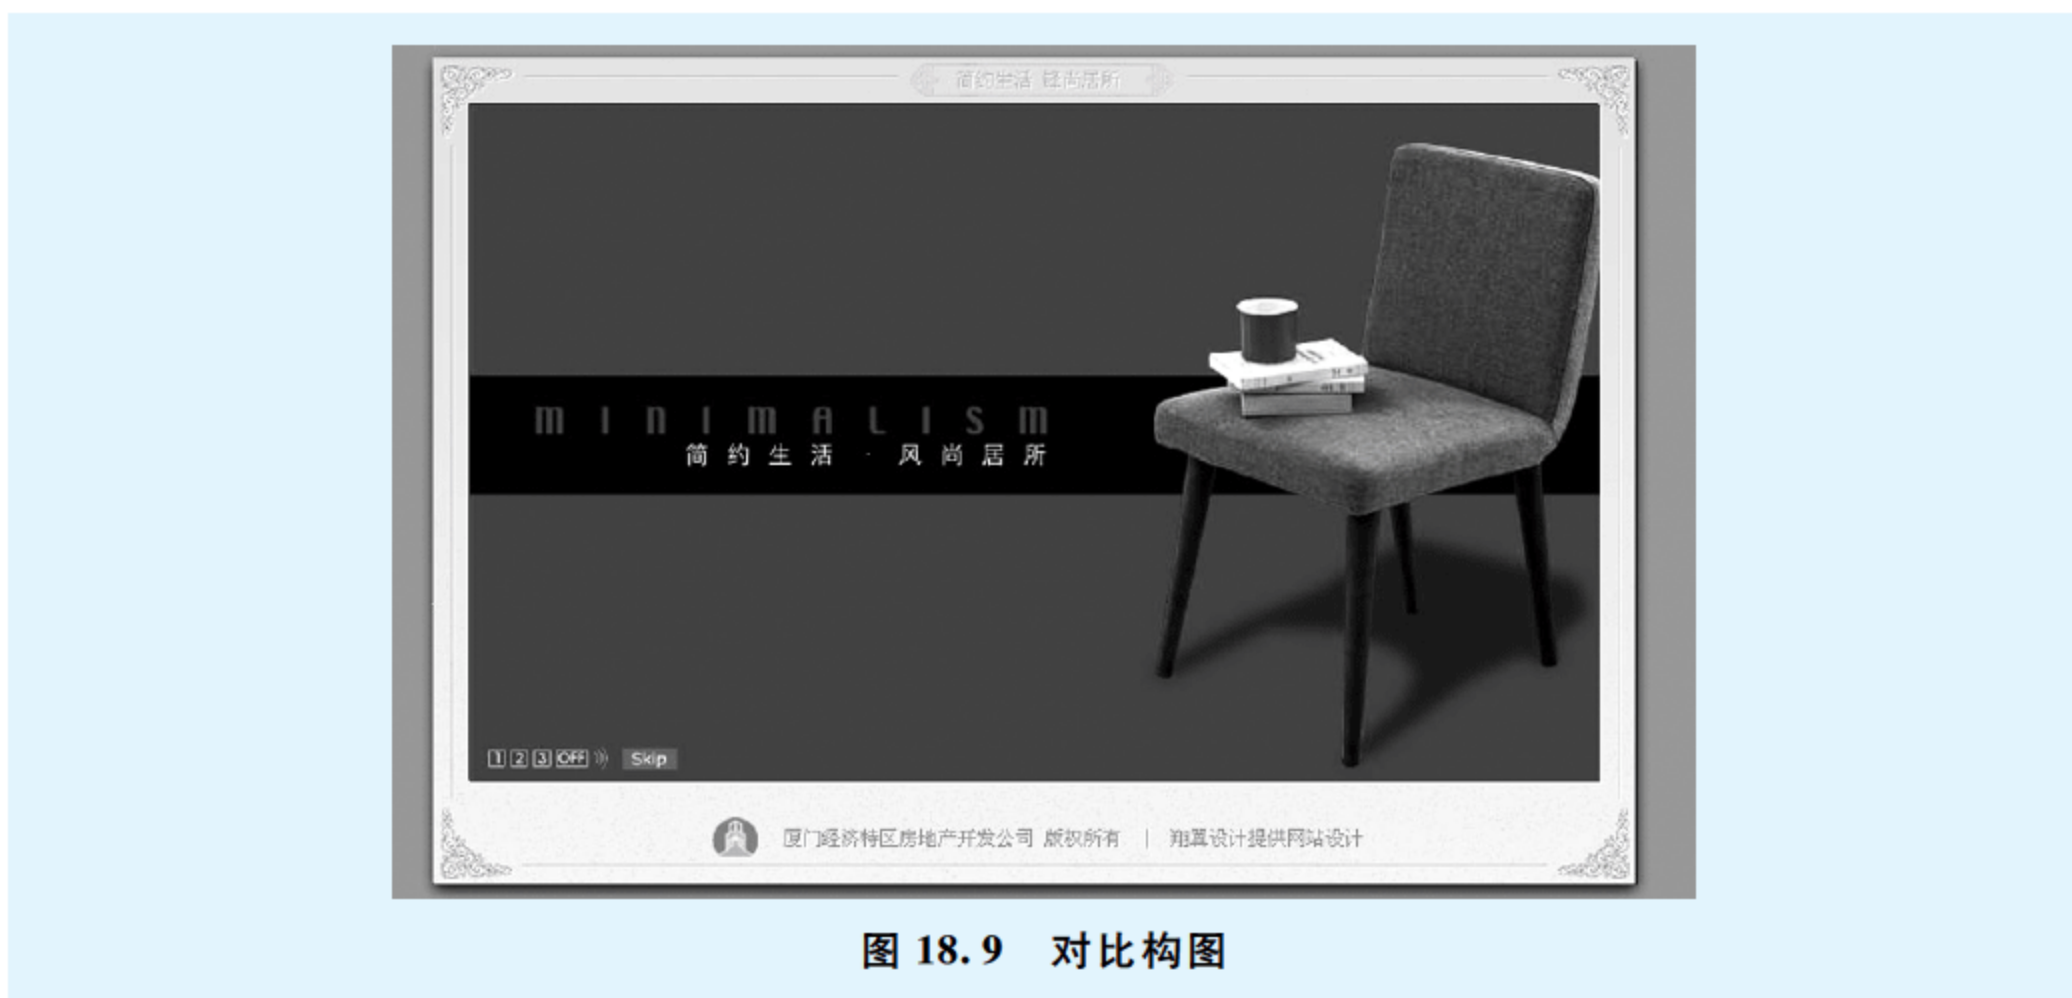 简约生活 锋尚居所
MINIMALISM
简约生活·风尚居所
1 2 3 OFF Skip
厦门经济特区房地产开发公司 版权所有 | 翔翼设计提供网站设计
图 18.9 对比构图